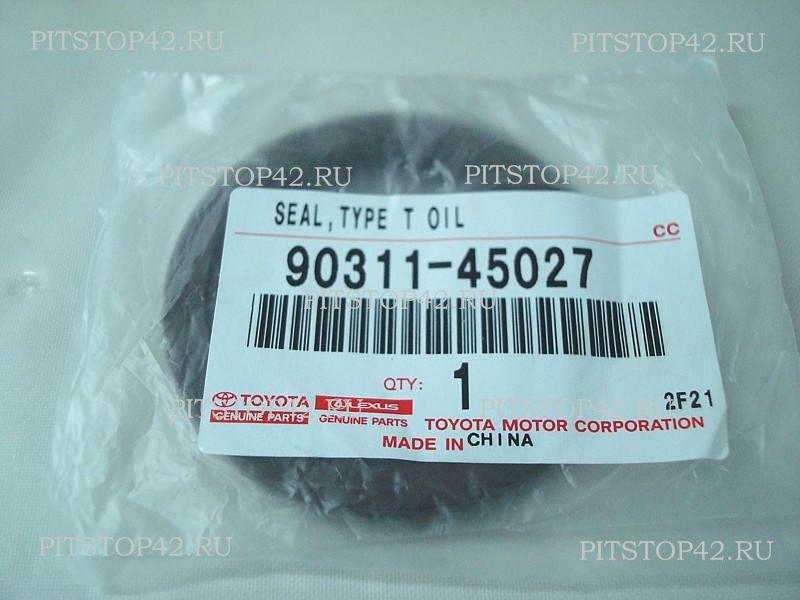 PITSTOP42.RU PITSTOP42.RU
PITSTOP42.RU PITSTOP42.RU
SEAL, TYPE T OIL
CC
90311-45027
PITSTOP42.RU
QTY: 1
2F21
TOYOTA LEXUS
GENUINE PARTS GENUINE PARTS
PITSTOP42.RU PITSTOP42.RU
TOYOTA MOTOR CORPORATION
MADE IN CHINA
PITSTOP42.RU PITSTOP42.RU